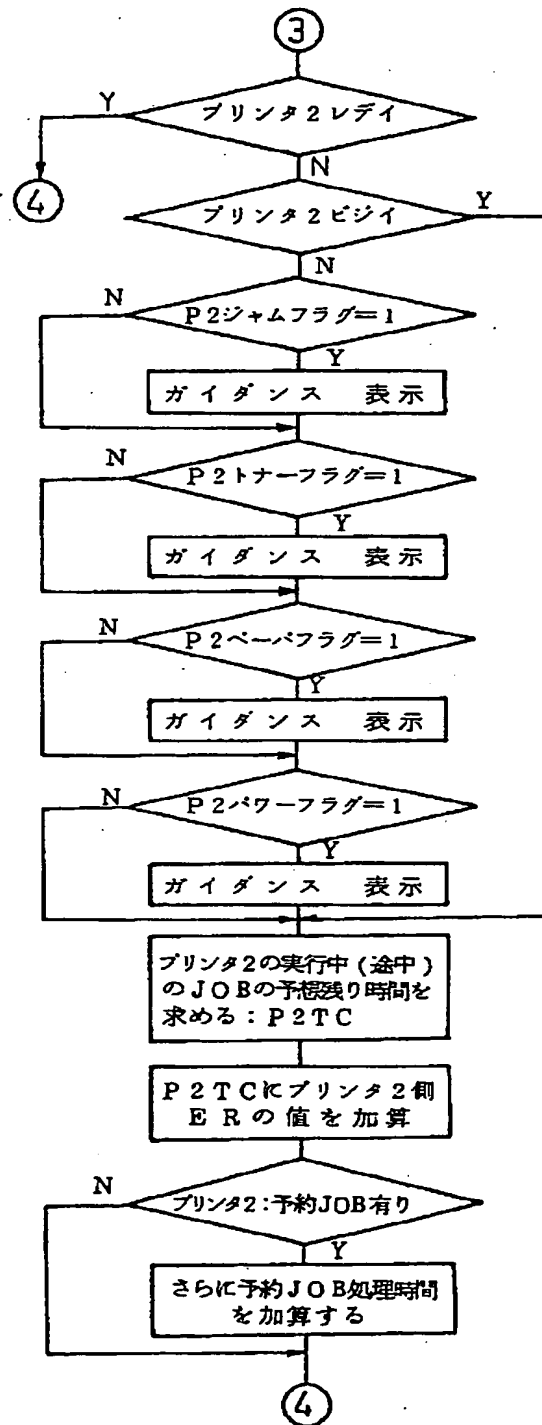 3
プリンタ2レディ
Y
N
4
プリンタ2ビジイ
Y
N
P2ジャムフラグ=1
N
Y
ガイダンス 表示
P2トナーフラグ=1
N
Y
ガイダンス 表示
P2ペーパフラグ=1
N
Y
ガイダンス 表示
P2パワーフラグ=1
N
Y
ガイダンス 表示
プリンタ2の実行中(途中)
のJOBの予想残り時間を
求める:P2TC
P2TCにプリンタ2側
ERの値を加算
プリンタ2:予約JOB有り
N
Y
さらに予約JOB処理時間
を加算する
4